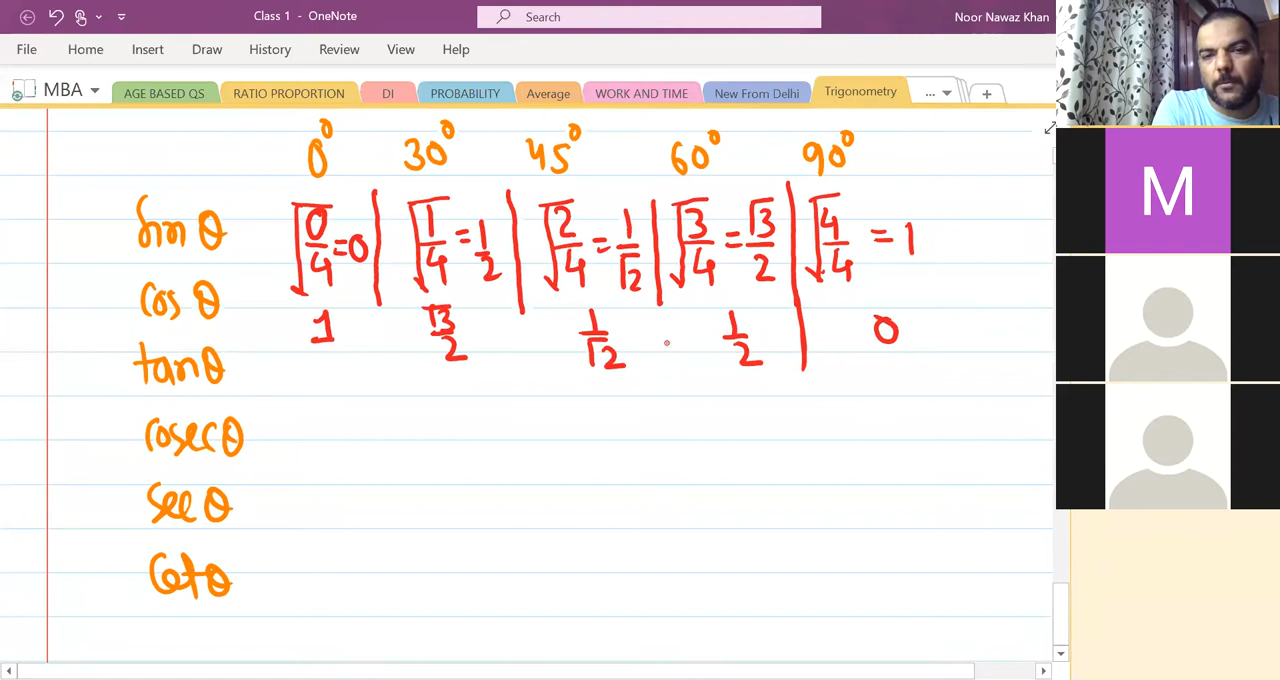 Class 1 - OneNote
Search
Noor Nawaz Khan
File Home Insert Draw History Review View Help
MBA
AGE BASED QS RATIO PROPORTION DI PROBABILITY Average WORK AND TIME New From Delhi Trigonometry ...
0° 30° 45° 60° 90°
sin θ √0/4 = 0 √1/4 = 1/2 √2/4 = 1/√2 √3/4 = √3/2 √4/4 = 1
cos θ 1 √3/2 1/√2 1/2 0
tan θ
cosec θ
sec θ
cot θ
M